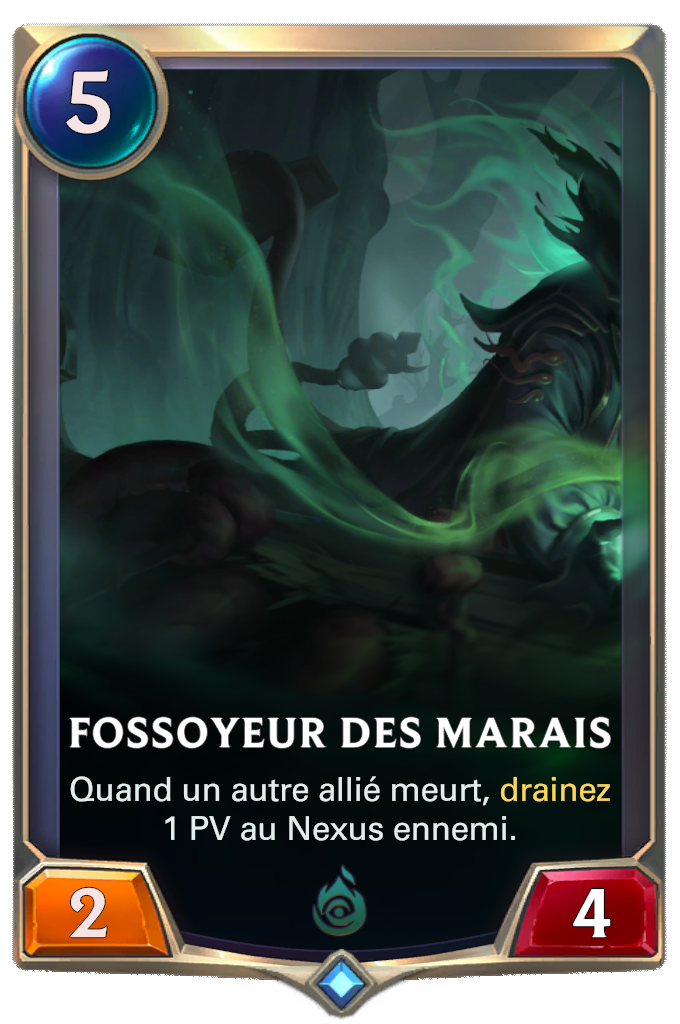 5
FOSSOYEUR DES MARAIS
Quand un autre allié meurt, drainez
1 PV au Nexus ennemi.
2
4